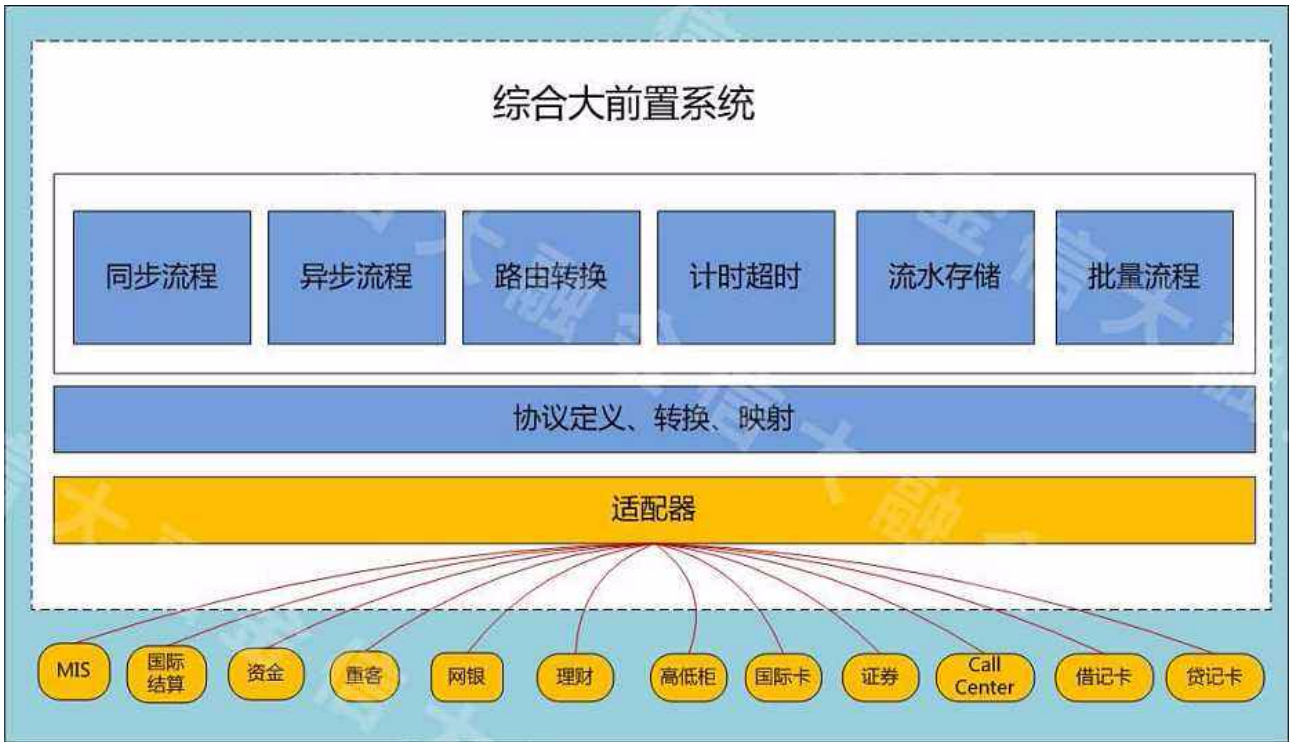 综合大前置系统
同步流程
异步流程
路由转换
计时超时
流水存储
批量流程
协议定义、转换、映射
适配器
MIS
国际
结算
资金
重客
网银
理财
高低柜
国际卡
证券
Call
Center
借记卡
贷记卡